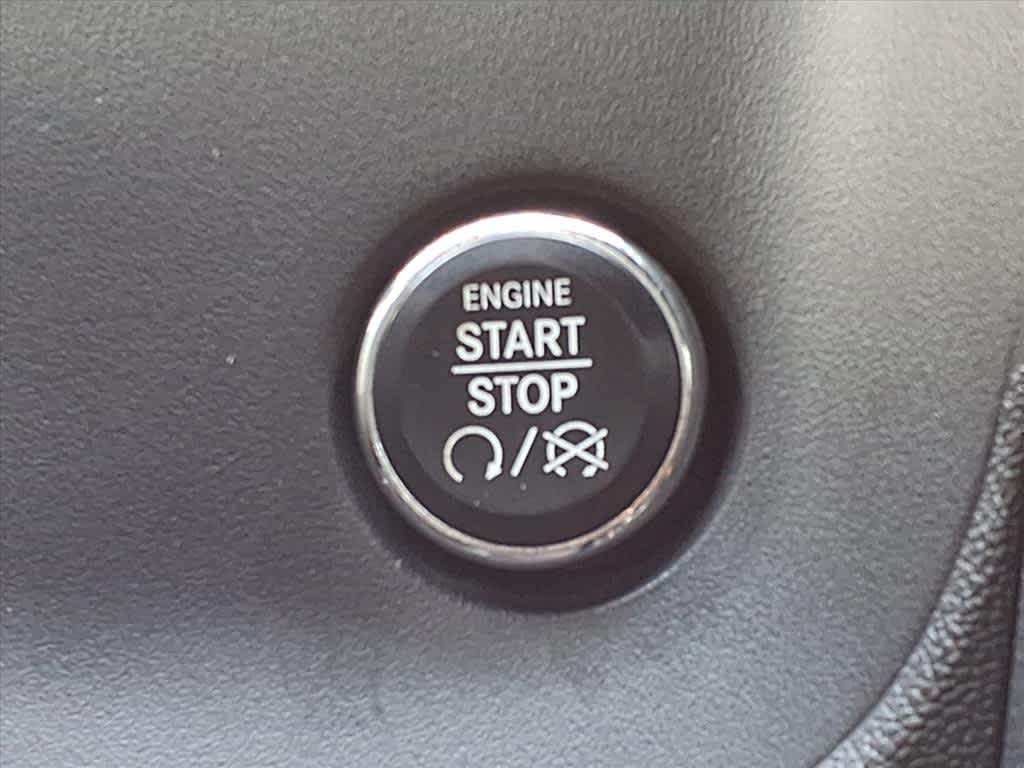 ENGINE
START
STOP
/